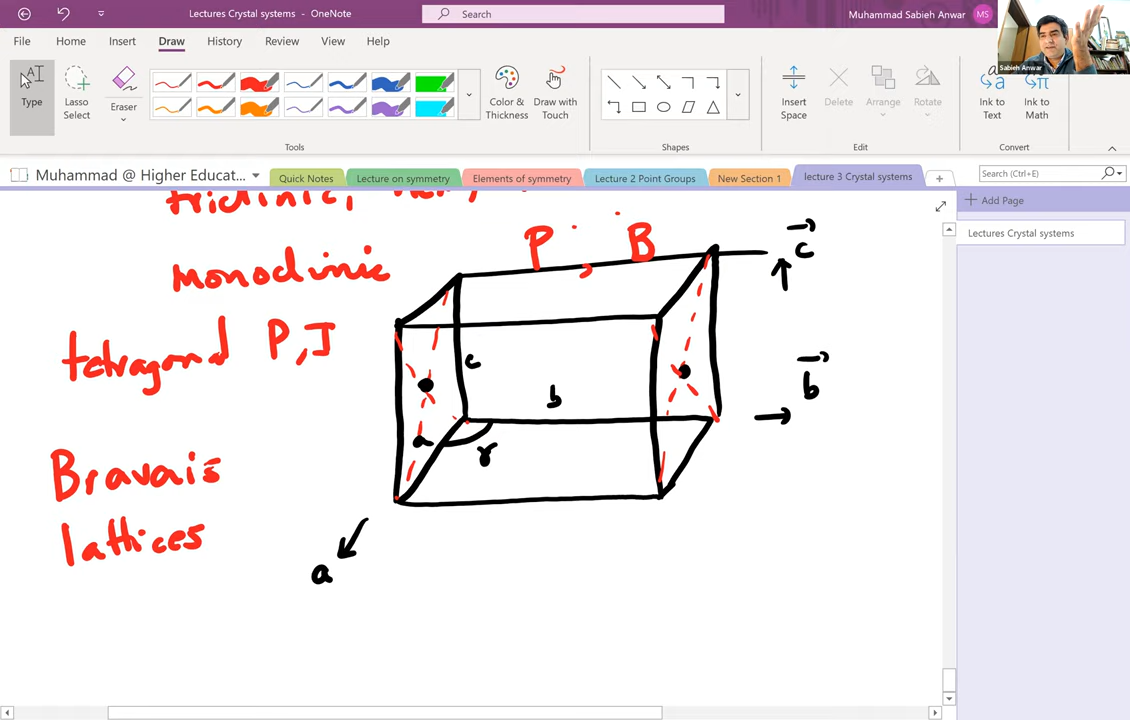 Lectures Crystal systems - OneNote
Search
Muhammad Sabieh Anwar
MS
Sabieh Anwar
File Home Insert Draw History Review View Help
Type
Lasso Select
Eraser
Color & Thickness
Draw with Touch
Insert Space
Delete
Arrange
Rotate
Ink to Text
Ink to Math
Tools
Shapes
Edit
Convert
Muhammad @ Higher Educat...
Quick Notes
Lecture on symmetry
Elements of symmetry
Lecture 2 Point Groups
New Section 1
lecture 3 Crystal systems
Search (Ctrl+E)
Add Page
Lectures Crystal systems
triclinic,
P, B
c
monoclinic
tetragonal P, I
c
b
b
a
γ
Bravais
lattices
a